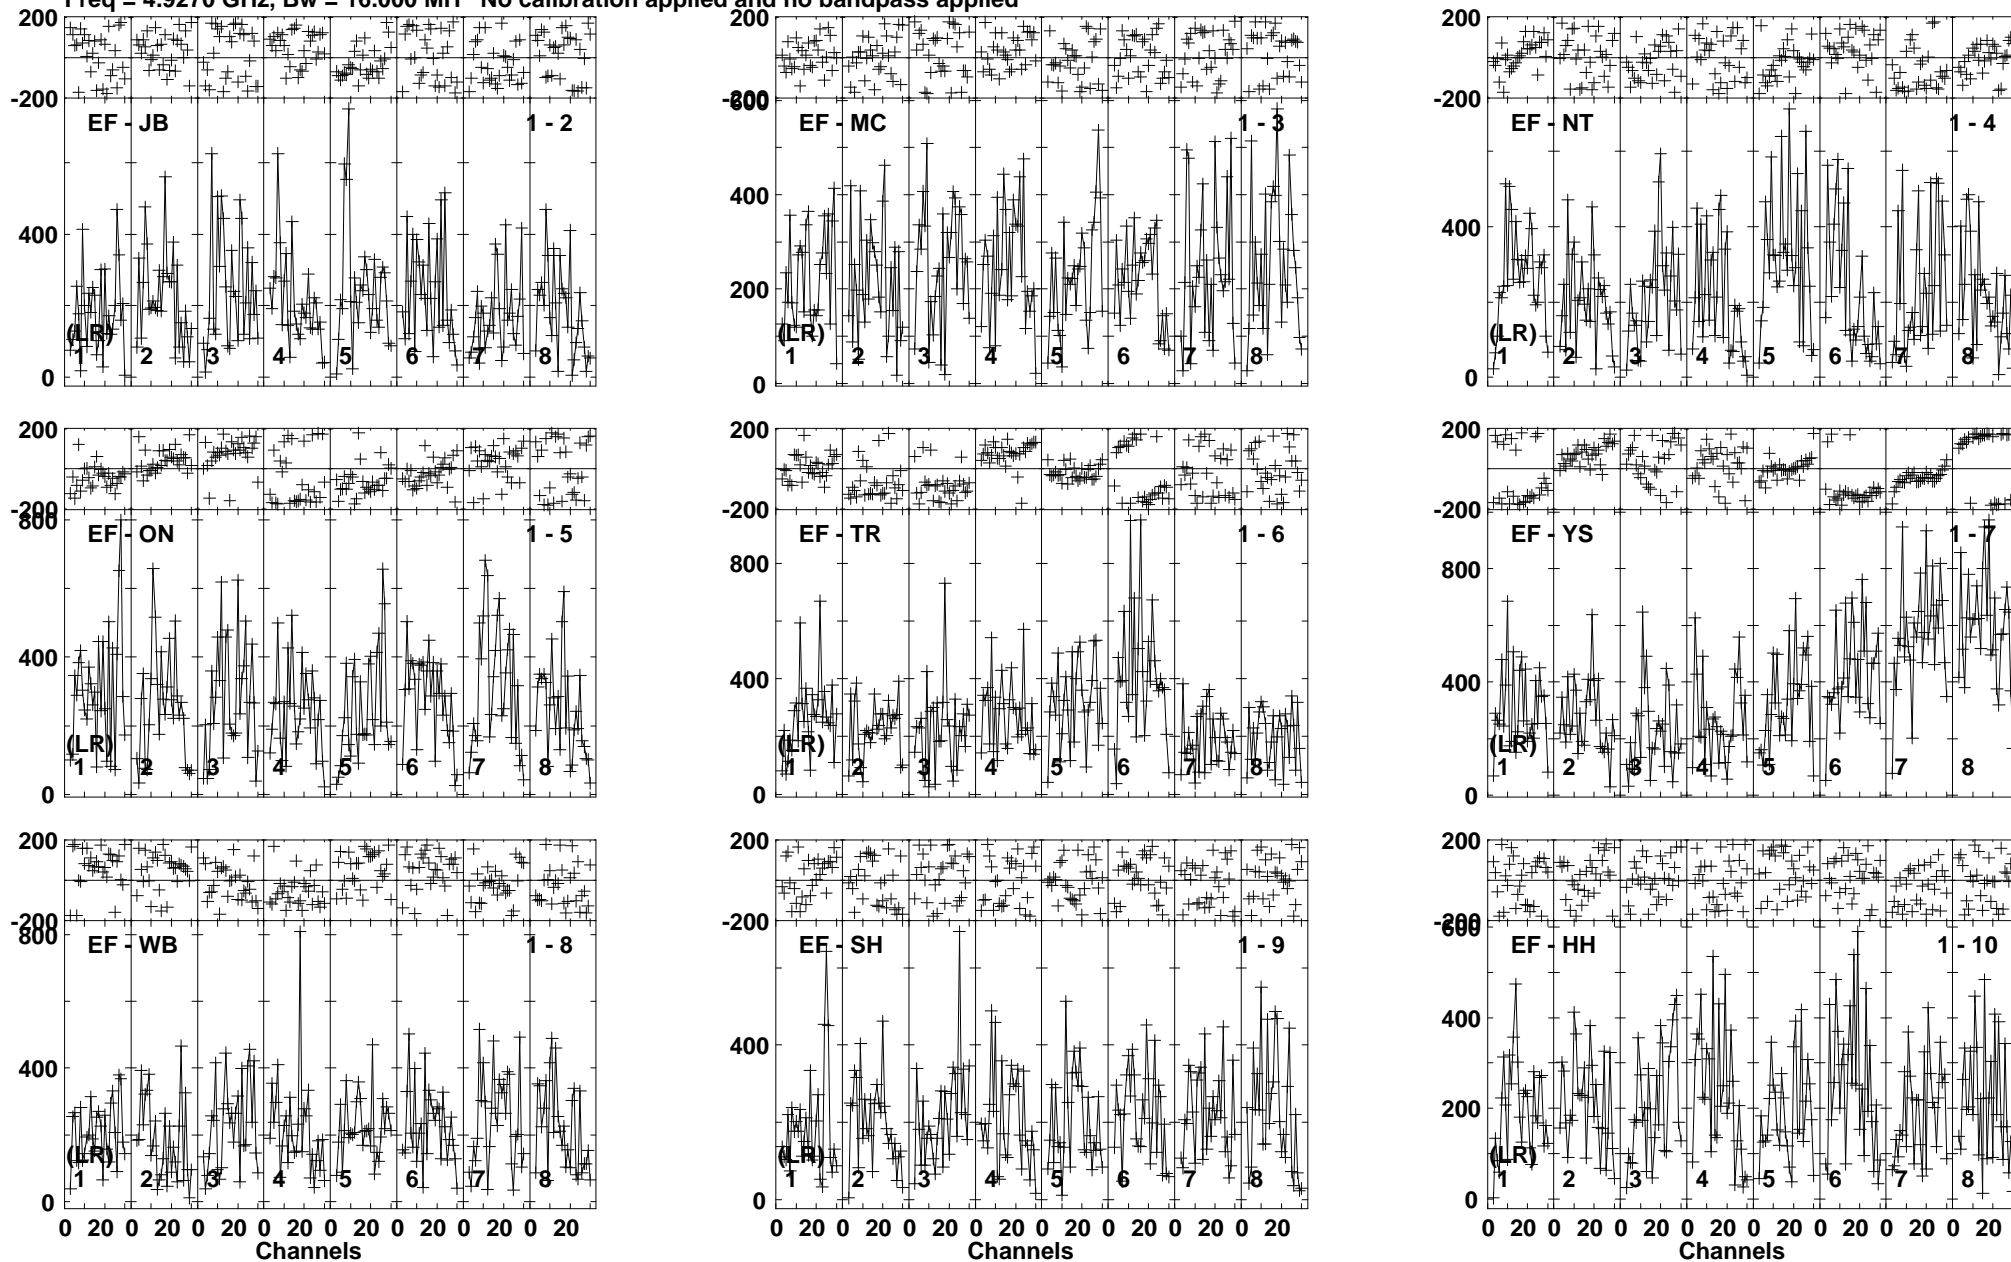 Freq = 4.9270 GHz, Bw = 16.000 MH No calibration applied and no bandpass applied
200 200 200
-200 -200 -200
600
EF - JB 1 - 2 EF - MC 1 - 3 EF - NT 1 - 4
400 400 400
200
(LR) (LR) (LR)
1 2 3 4 5 6 7 8 1 2 3 4 5 6 7 8 1 2 3 4 5 6 7 8
0 0 0
200 200 200
-200 -200 -200
800
EF - ON 1 - 5 EF - TR 1 - 6 EF - YS 1 - 7
800 800
400 400 400
(LR) (LR) (LR)
1 2 3 4 5 6 7 8 1 2 3 4 5 6 7 8 1 2 3 4 5 6 7 8
0 0 0
200 200 200
-200 -200 -200
800 600
EF - WB 1 - 8 EF - SH 1 - 9 EF - HH 1 - 10
400 400 400
200
(LR) (LR) (LR)
1 2 3 4 5 6 7 8 1 2 3 4 5 6 7 8 1 2 3 4 5 6 7 8
0 0 0
0 20 0 20 0 20 0 20 0 20 0 20 0 20 0 20 0 20 0 20 0 20 0 20 0 20 0 20 0 20 0 20 0 20 0 20 0 20 0 20 0 20 0 20 0 20 0 20
Channels Channels Channels